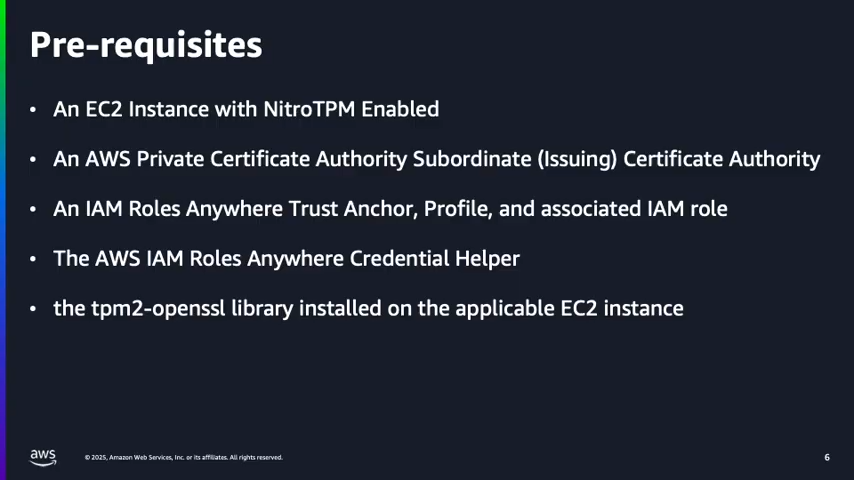 Pre-requisites
• An EC2 Instance with NitroTPM Enabled
• An AWS Private Certificate Authority Subordinate (Issuing) Certificate Authority
• An IAM Roles Anywhere Trust Anchor, Profile, and associated IAM role
• The AWS IAM Roles Anywhere Credential Helper
• the tpm2-openssl library installed on the applicable EC2 instance
aws
© 2025, Amazon Web Services, Inc. or its affiliates. All rights reserved.
6